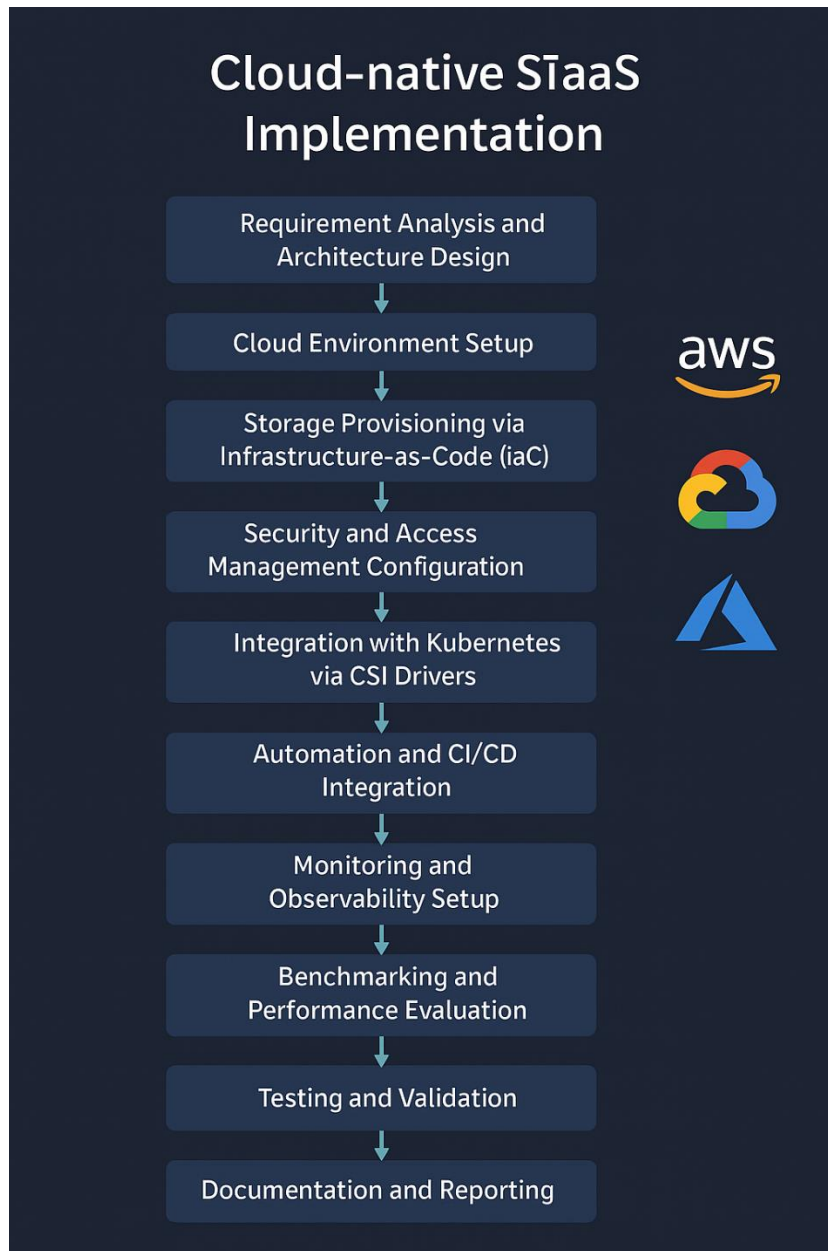 Cloud-native SīaaS
Implementation
Requirement Analysis and
Architecture Design
Cloud Environment Setup
Storage Provisioning via
Infrastructure-as-Code (iaC)
Security and Access
Management Configuration
Integration with Kubernetes
via CSI Drivers
Automation and CI/CD
Integration
Monitoring and
Observability Setup
Benchmarking and
Performance Evaluation
Testing and Validation
Documentation and Reporting
aws